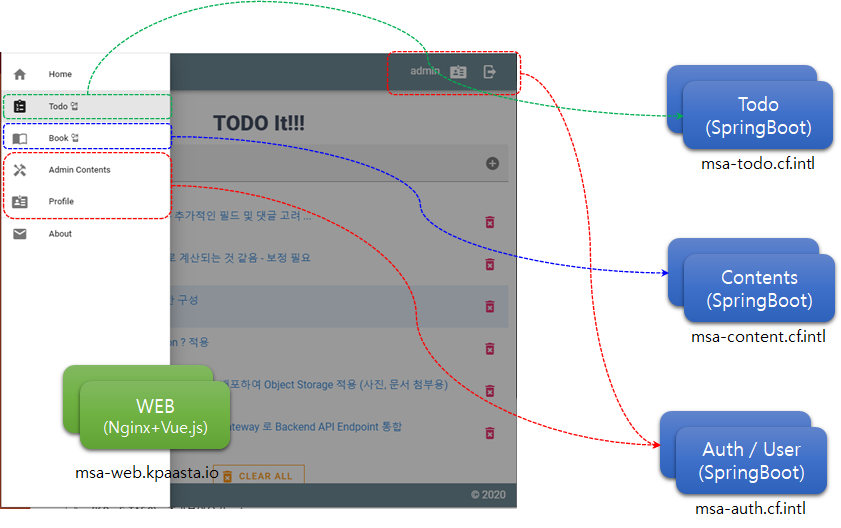 Home
admin
Todo 앱
TODO It!!!
Book 앱
Admin Contents
Profile
추가적인 필드 및 댓글 고려 ...
About
로 계산되는 것 같음 - 보정 필요
구성
? 적용
하여 Object Storage 적용 (사진, 문서 첨부용)
로 Backend API Endpoint 통합
CLEAR ALL
© 2020
WEB
(Nginx+Vue.js)
msa-web.kpaasta.io
Todo
(SpringBoot)
msa-todo.cf.intl
Contents
(SpringBoot)
msa-content.cf.intl
Auth / User
(SpringBoot)
msa-auth.cf.intl